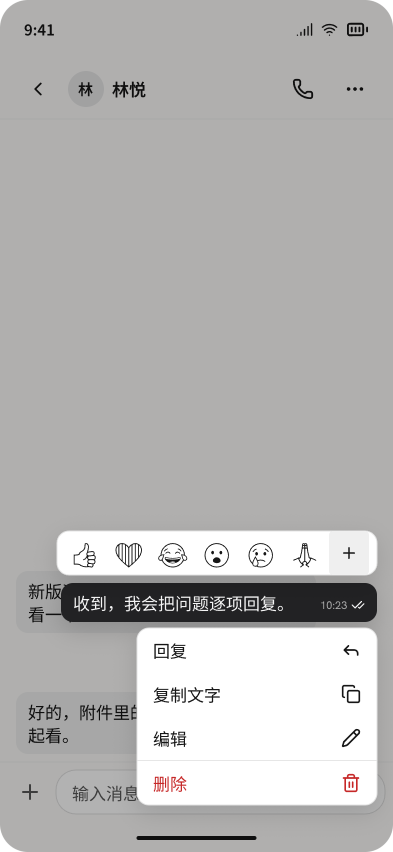 9:41
林 林悦
新版
看一
收到，我会把问题逐项回复。 10:23
回复
复制文字
编辑
删除
好的，附件里的
起看。
输入消息